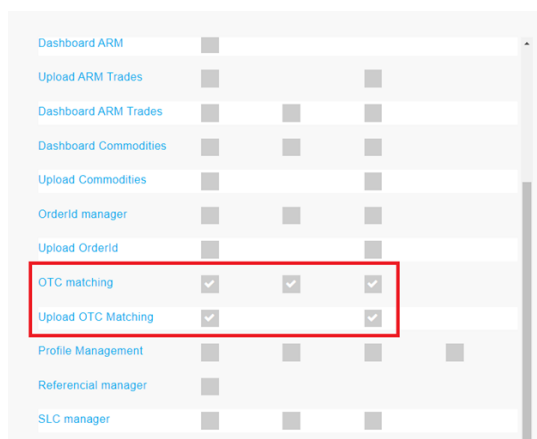 Dashboard ARM
Upload ARM Trades
Dashboard ARM Trades
Dashboard Commodities
Upload Commodities
OrderId manager
Upload OrderId
OTC matching
Upload OTC Matching
Profile Management
Referencial manager
SLC manager